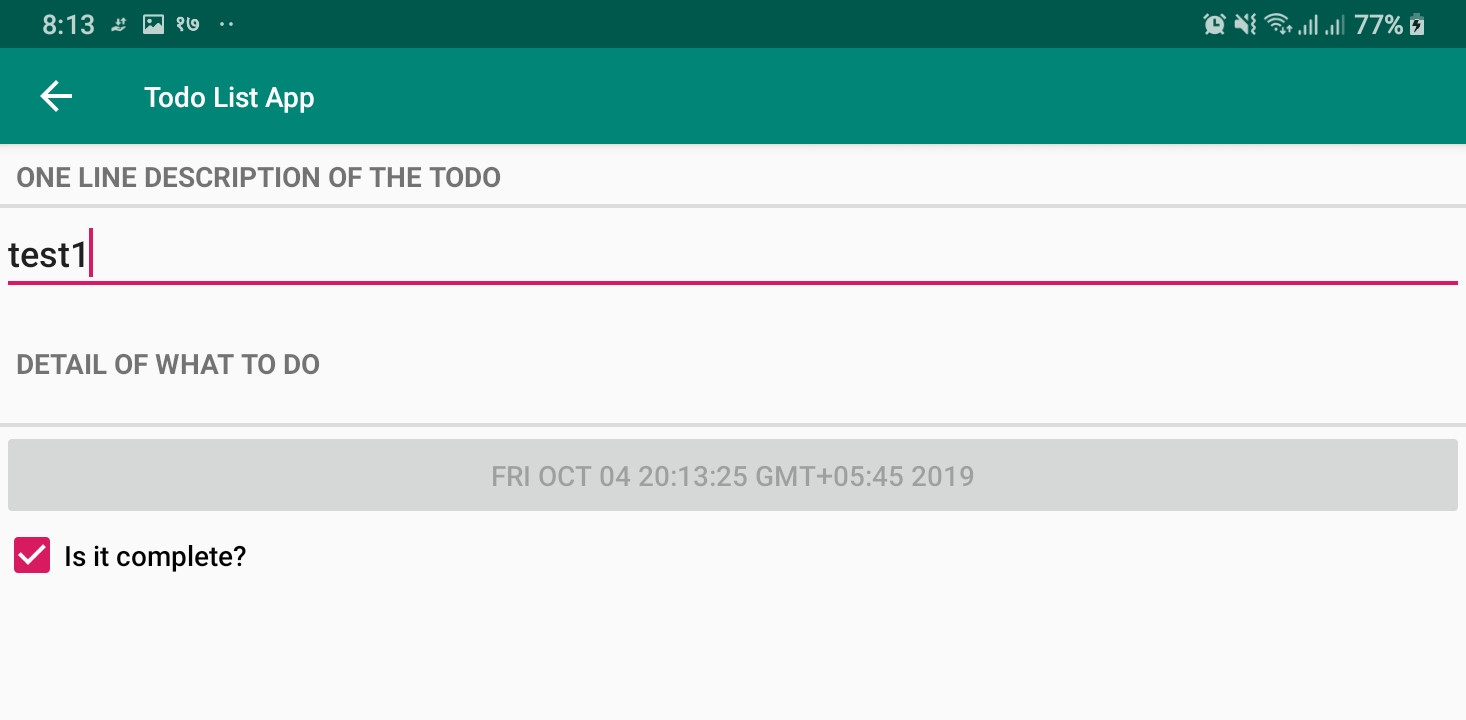 8:13 १७ 77%
Todo List App
ONE LINE DESCRIPTION OF THE TODO
test1
DETAIL OF WHAT TO DO
FRI OCT 04 20:13:25 GMT+05:45 2019
Is it complete?